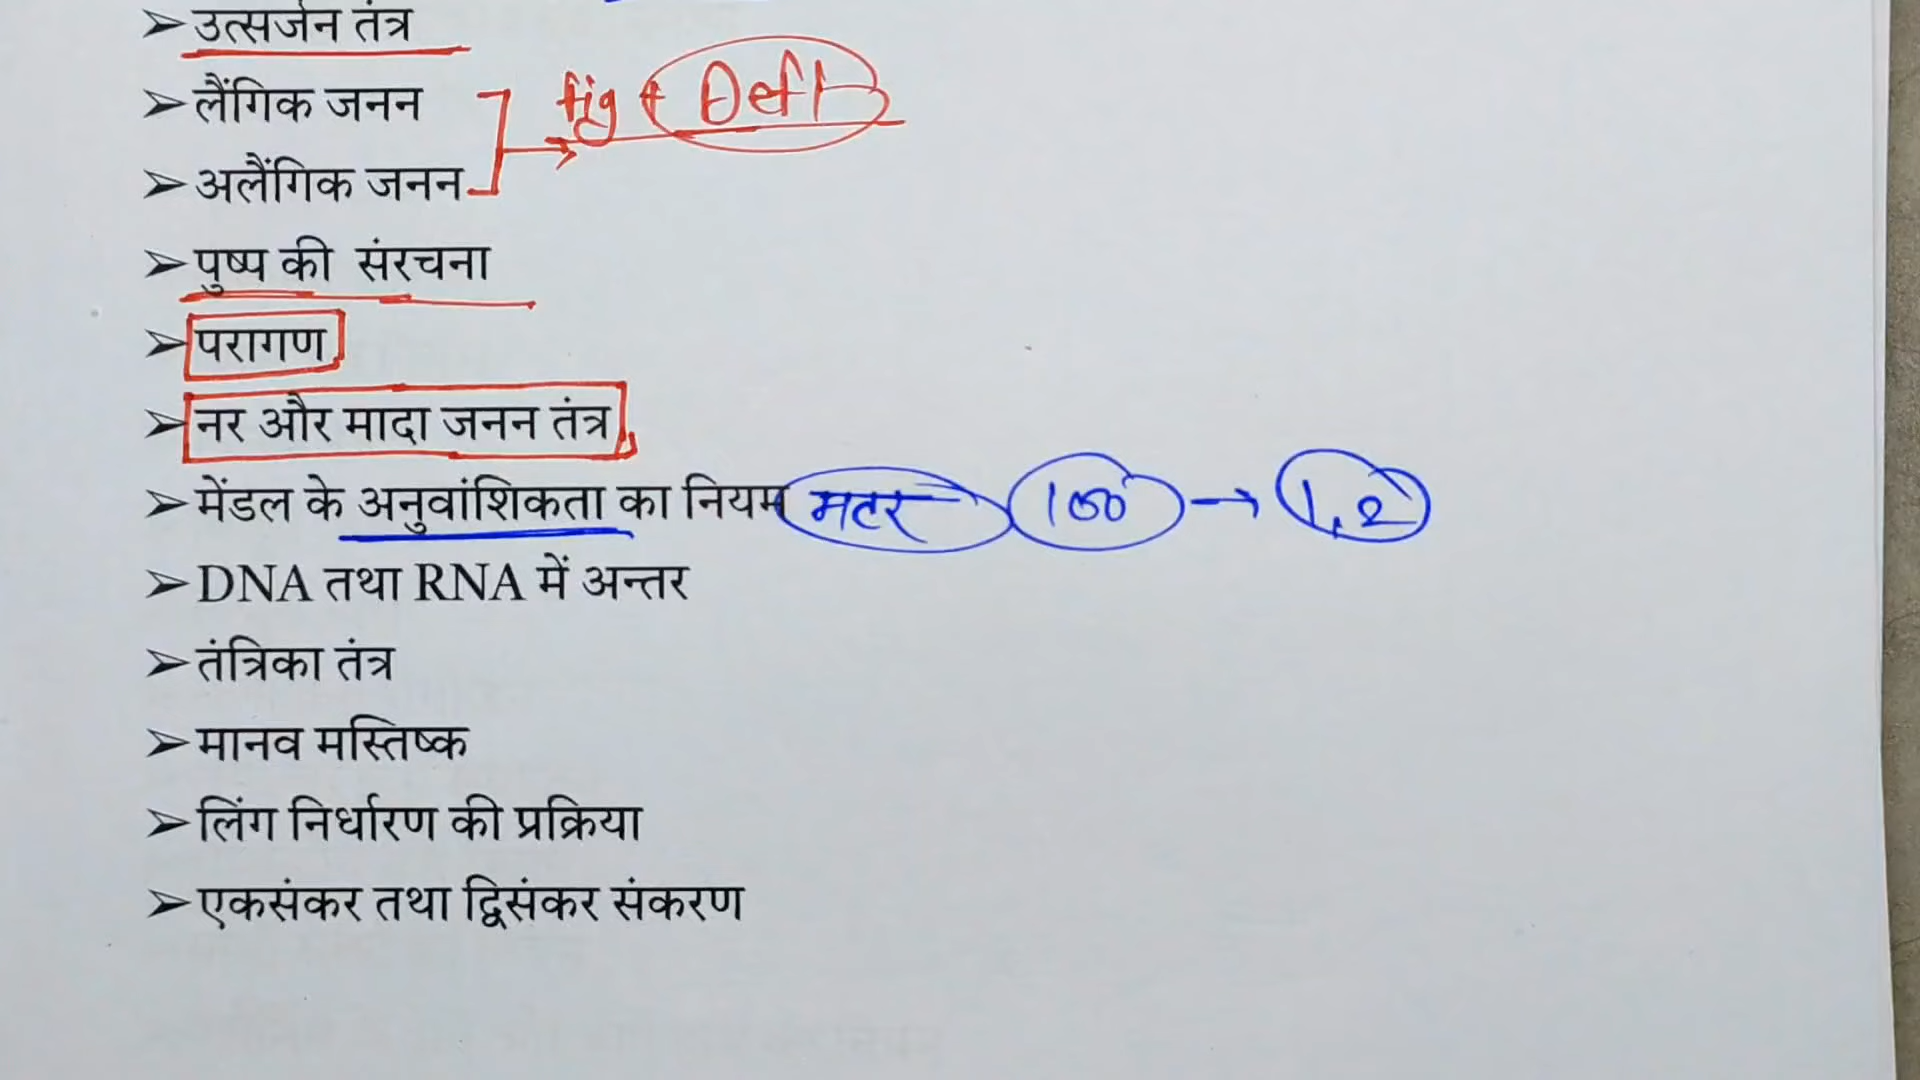 ➢ उत्सर्जन तंत्र
➢ लैंगिक जनन
fig + Defn
➢ अलैंगिक जनन
➢ पुष्प की संरचना
➢ परागण
➢ नर और मादा जनन तंत्र
➢ मेंडल के अनुवांशिकता का नियम मटर 100 → 1, 2
➢ DNA तथा RNA में अन्तर
➢ तंत्रिका तंत्र
➢ मानव मस्तिष्क
➢ लिंग निर्धारण की प्रक्रिया
➢ एकसंकर तथा द्विसंकर संकरण